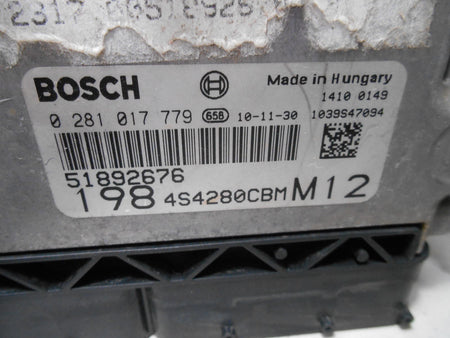 BOSCH
Made in Hungary
1410 0149
0 281 017 779 658 10-11-30 1039S47094
51892676
198 4S4280CBM M12